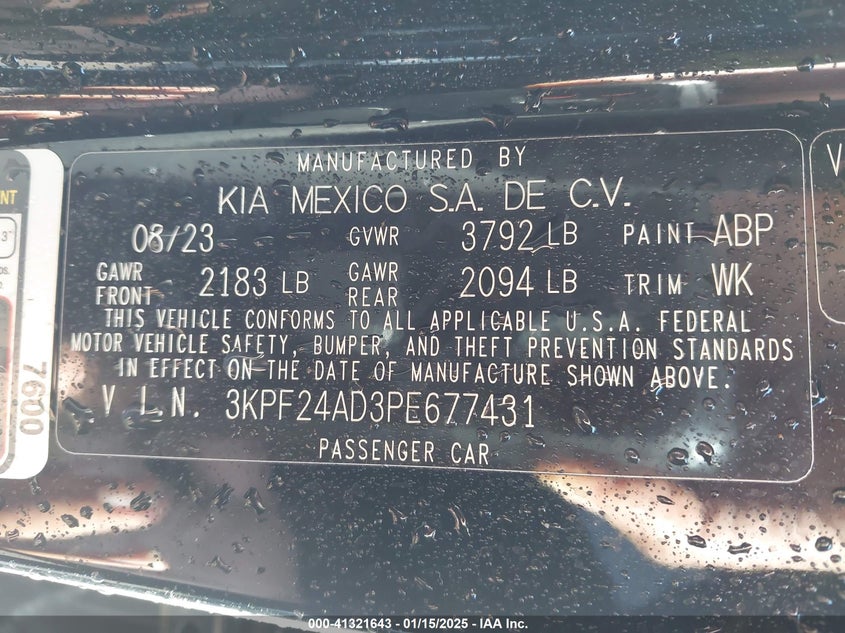 MANUFACTURED BY
KIA MEXICO S.A. DE C.V.
08/23 GVWR 3792 LB PAINT ABP
GAWR FRONT 2183 LB GAWR REAR 2094 LB TRIM WK
THIS VEHICLE CONFORMS TO ALL APPLICABLE U.S.A. FEDERAL
MOTOR VEHICLE SAFETY, BUMPER, AND THEFT PREVENTION STANDARDS
IN EFFECT ON THE DATE OF MANUFACTURE SHOWN ABOVE.
V I.N. 3KPF24AD3PE677431
PASSENGER CAR
7600
000-41321643 - 01/15/2025 - IAA Inc.